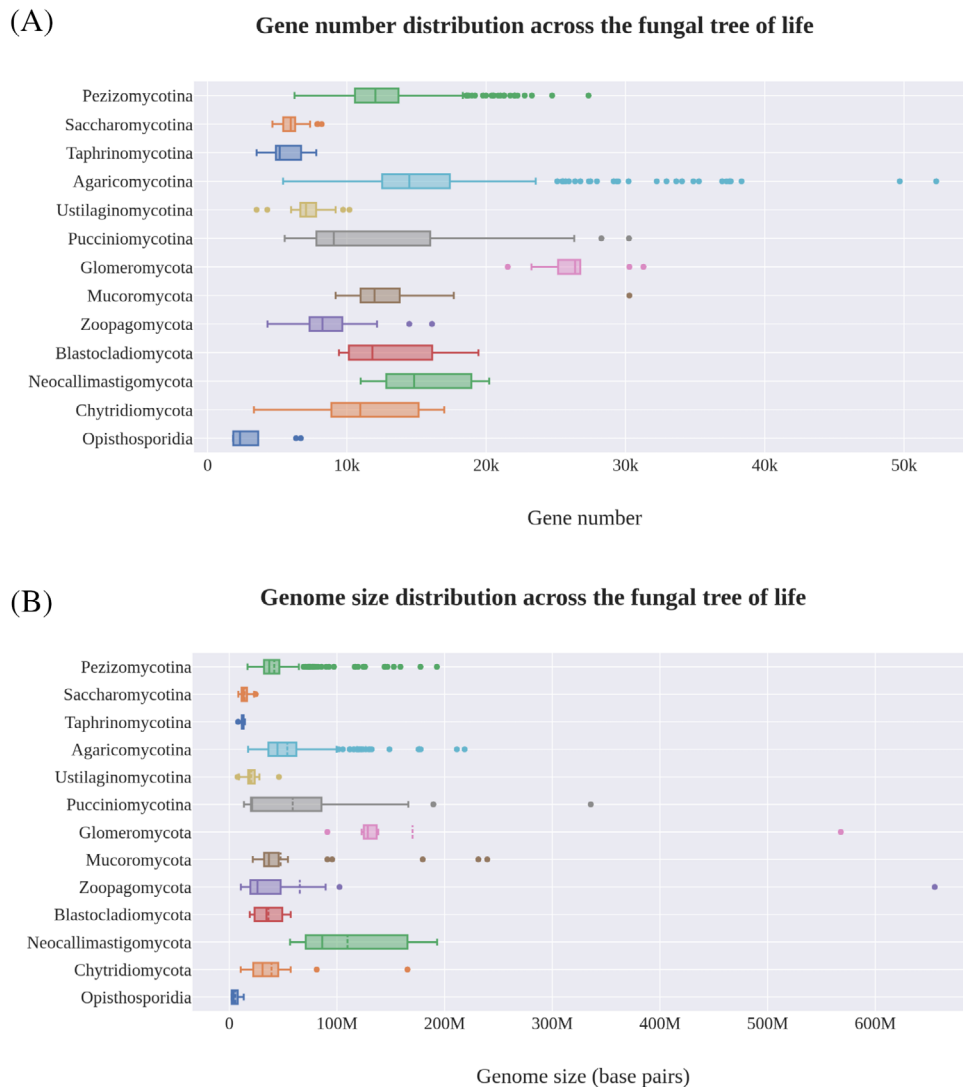 (A)
Gene number distribution across the fungal tree of life
Pezizomycotina
Saccharomycotina
Taphrinomycotina
Agaricomycotina
Ustilaginomycotina
Pucciniomycotina
Glomeromycota
Mucoromycota
Zoopagomycota
Blastocladiomycota
Neocallimastigomycota
Chytridiomycota
Opisthosporidia
0 10k 20k 30k 40k 50k
Gene number
(B)
Genome size distribution across the fungal tree of life
Pezizomycotina
Saccharomycotina
Taphrinomycotina
Agaricomycotina
Ustilaginomycotina
Pucciniomycotina
Glomeromycota
Mucoromycota
Zoopagomycota
Blastocladiomycota
Neocallimastigomycota
Chytridiomycota
Opisthosporidia
0 100M 200M 300M 400M 500M 600M
Genome size (base pairs)